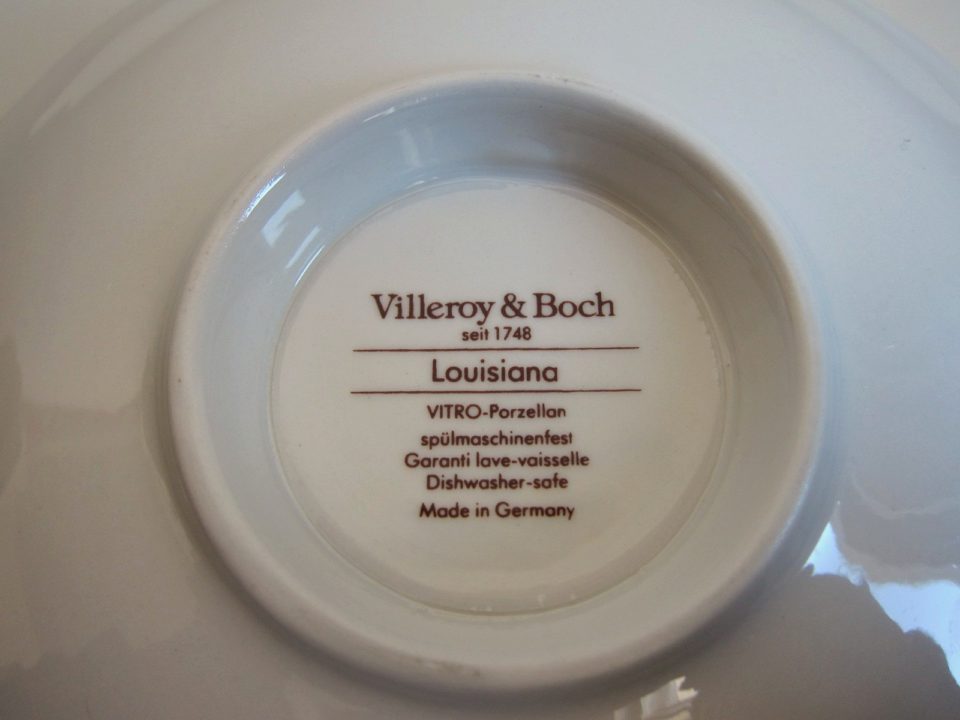 Villeroy & Boch
seit 1748
Louisiana
VITRO-Porzellan
spülmaschinenfest
Garanti lave-vaisselle
Dishwasher-safe
Made in Germany